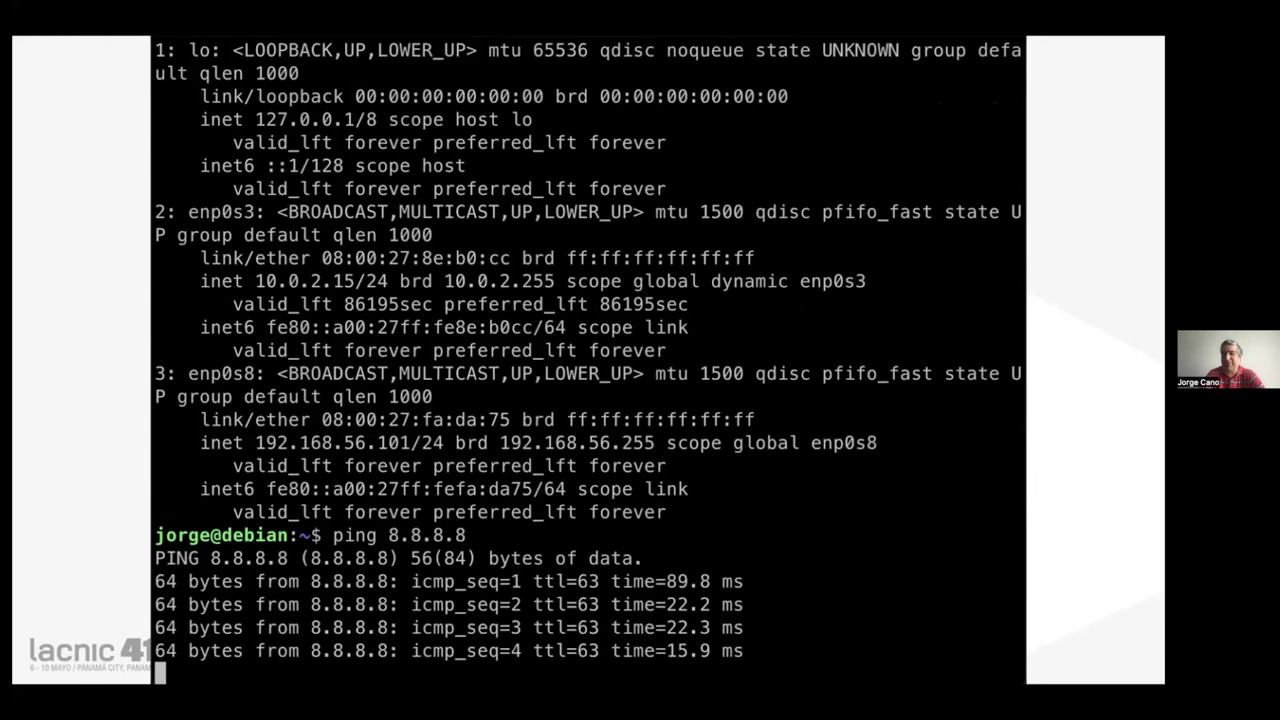 1: lo: <LOOPBACK,UP,LOWER_UP> mtu 65536 qdisc noqueue state UNKNOWN group defa
ult qlen 1000
    link/loopback 00:00:00:00:00:00 brd 00:00:00:00:00:00
    inet 127.0.0.1/8 scope host lo
       valid_lft forever preferred_lft forever
    inet6 ::1/128 scope host
       valid_lft forever preferred_lft forever
2: enp0s3: <BROADCAST,MULTICAST,UP,LOWER_UP> mtu 1500 qdisc pfifo_fast state U
P group default qlen 1000
    link/ether 08:00:27:8e:b0:cc brd ff:ff:ff:ff:ff:ff
    inet 10.0.2.15/24 brd 10.0.2.255 scope global dynamic enp0s3
       valid_lft 86195sec preferred_lft 86195sec
    inet6 fe80::a00:27ff:fe8e:b0cc/64 scope link
       valid_lft forever preferred_lft forever
3: enp0s8: <BROADCAST,MULTICAST,UP,LOWER_UP> mtu 1500 qdisc pfifo_fast state U
P group default qlen 1000
    link/ether 08:00:27:fa:da:75 brd ff:ff:ff:ff:ff:ff
    inet 192.168.56.101/24 brd 192.168.56.255 scope global enp0s8
       valid_lft forever preferred_lft forever
    inet6 fe80::a00:27ff:fefa:da75/64 scope link
       valid_lft forever preferred_lft forever
jorge@debian:~$ ping 8.8.8.8
PING 8.8.8.8 (8.8.8.8) 56(84) bytes of data.
64 bytes from 8.8.8.8: icmp_seq=1 ttl=63 time=89.8 ms
64 bytes from 8.8.8.8: icmp_seq=2 ttl=63 time=22.2 ms
64 bytes from 8.8.8.8: icmp_seq=3 ttl=63 time=22.3 ms
64 bytes from 8.8.8.8: icmp_seq=4 ttl=63 time=15.9 ms
lacnic 41
6 - 10 MAYO / PANAMÁ CITY, PANAM
Jorge Cano